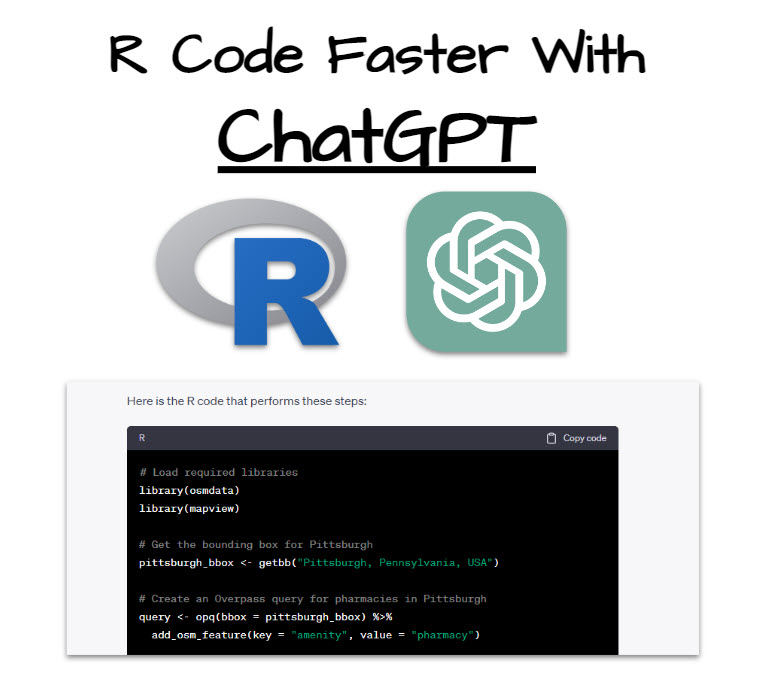 R Code Faster With
ChatGPT
R
Here is the R code that performs these steps:
R Copy code
# Load required libraries
library(osmdata)
library(mapview)
# Get the bounding box for Pittsburgh
pittsburgh_bbox <- getbb("Pittsburgh, Pennsylvania, USA")
# Create an Overpass query for pharmacies in Pittsburgh
query <- opq(bbox = pittsburgh_bbox) %>%
  add_osm_feature(key = "amenity", value = "pharmacy")